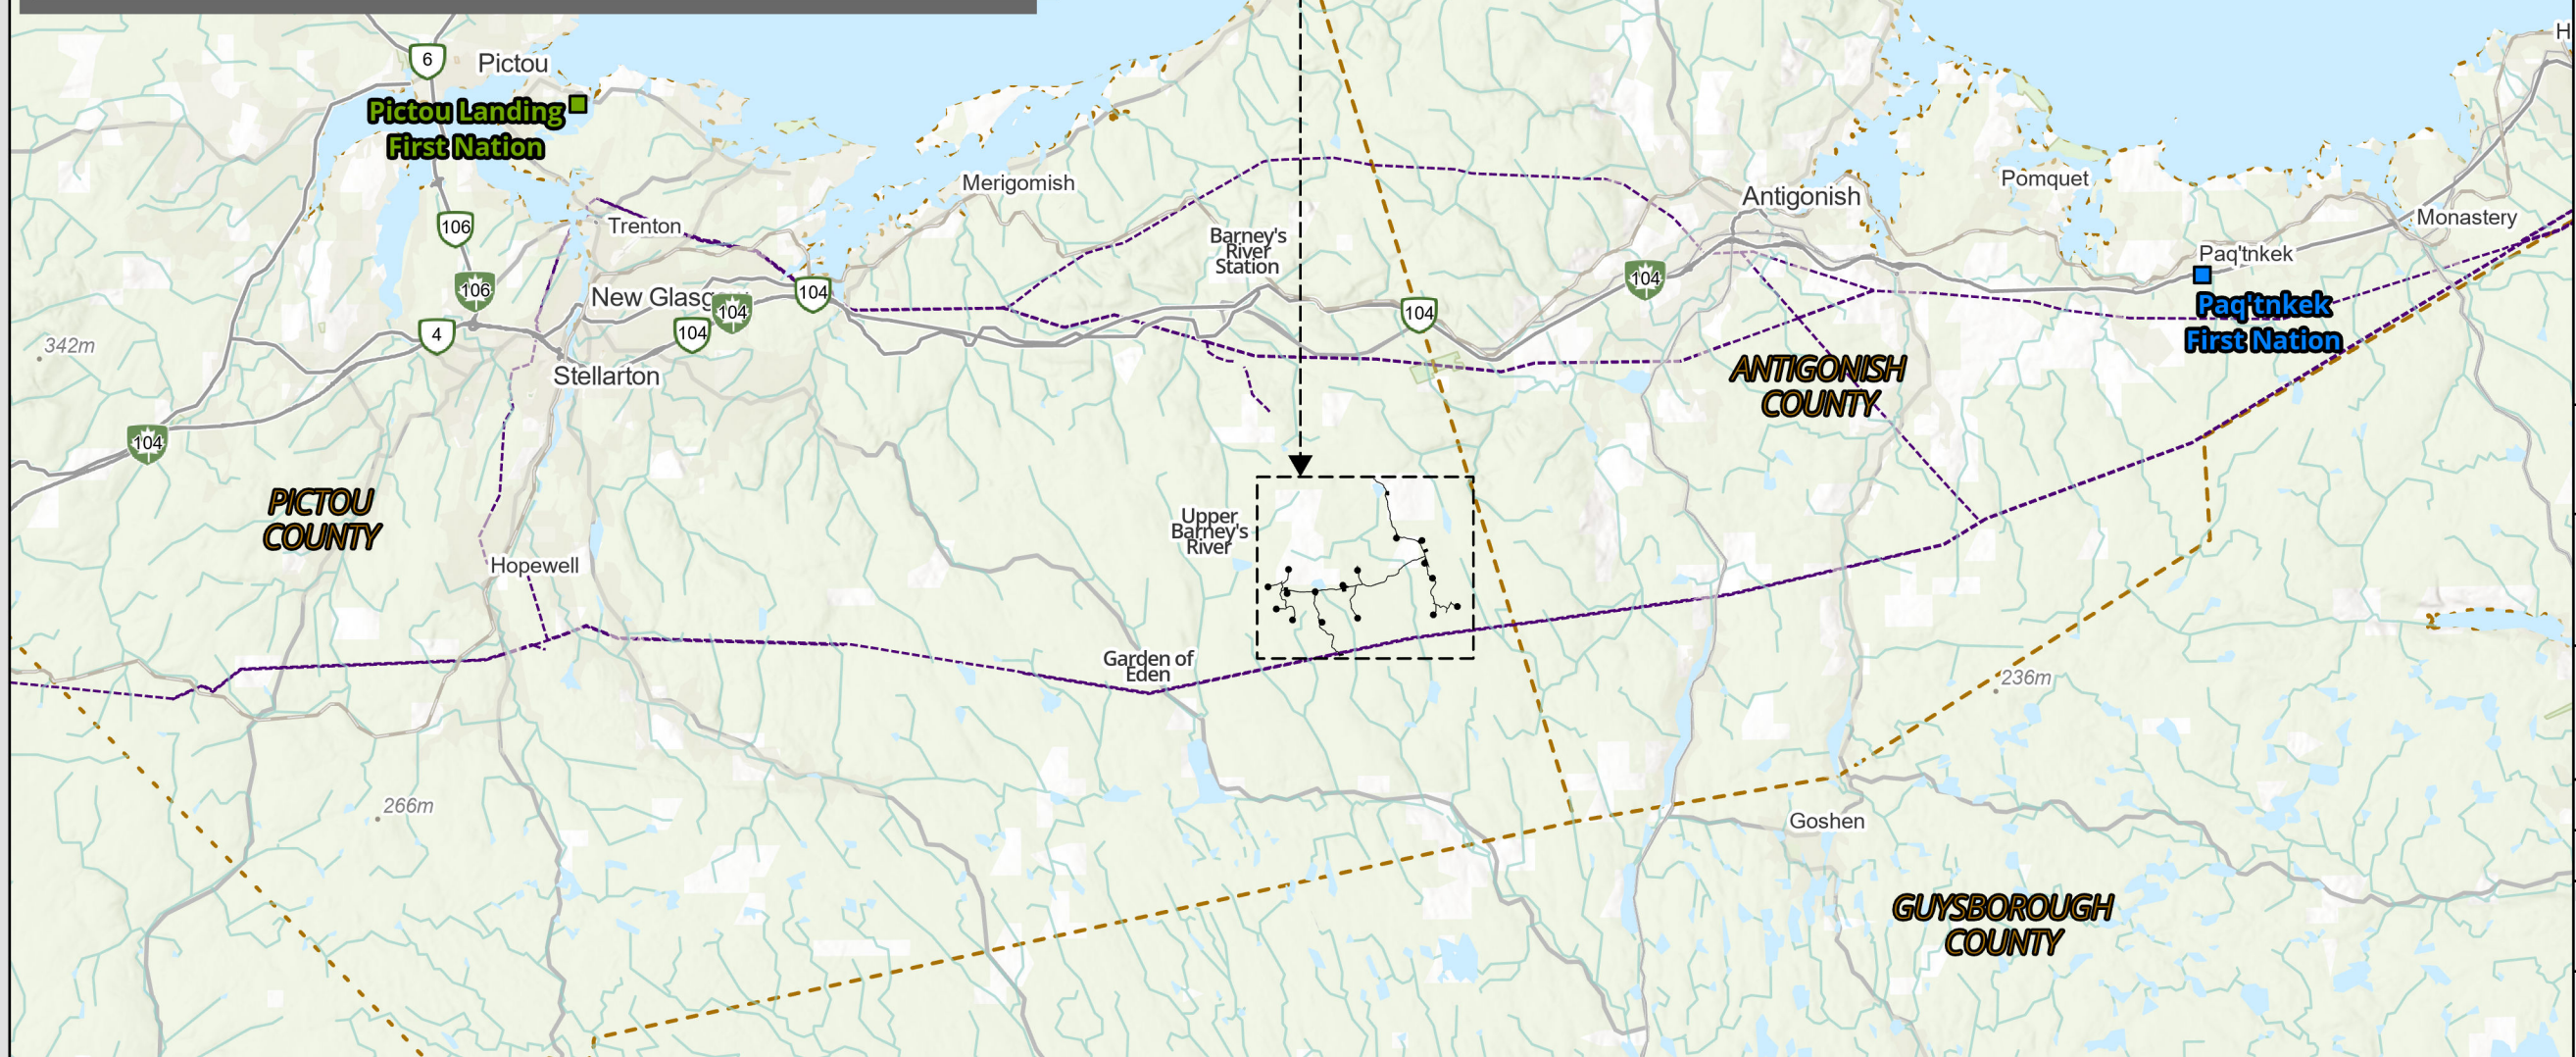 H
6
Pictou
Pictou Landing
First Nation
Merigomish
Pomquet
Antigonish
Monastery
106
Trenton
Barney's
River
Station
Paq'tnkek
106
104
104
New Glasg
104
104
Paq'tnkek
First Nation
104
4
342m
Stellarton
ANTIGONISH
COUNTY
104
PICTOU
COUNTY
Upper
Barney's
River
Hopewell
Garden of
Eden
236m
266m
Goshen
GUYSBOROUGH
COUNTY